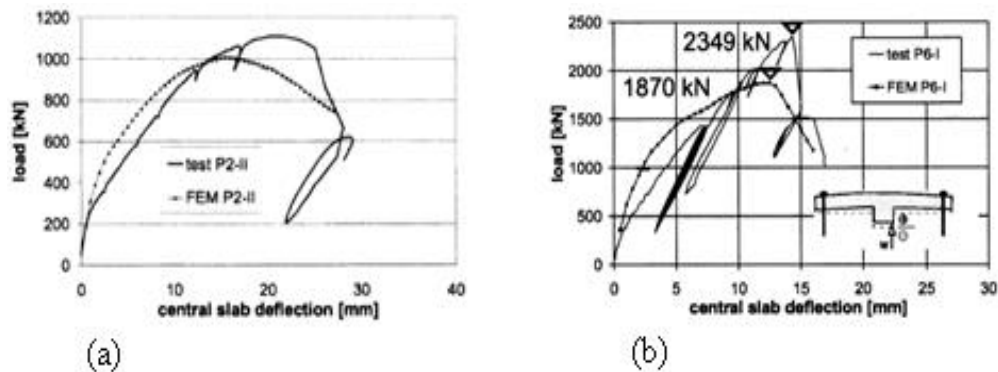 1200
1000
800
600
400
200
0
load [kN]
test P2-II
FEM P2-II
0 10 20 30 40
central slab deflection [mm]
(a)
2500
2000
1500
1000
500
0
load [kN]
2349 kN
1870 kN
test P6-I
FEM P6-I
w
0 5 10 15 20 25 30
central slab deflection [mm]
(b)